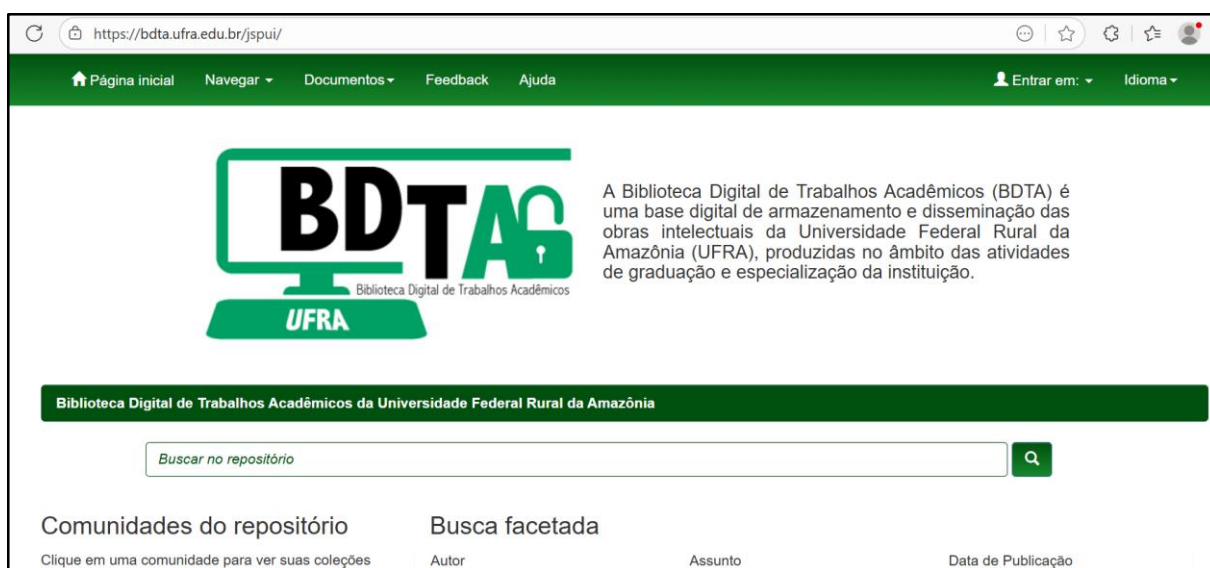 https://bdta.ufra.edu.br/jspui/
Página inicial Navegar Documentos Feedback Ajuda Entrar em: Idioma
BDTA
Biblioteca Digital de Trabalhos Acadêmicos
UFRA
A Biblioteca Digital de Trabalhos Acadêmicos (BDTA) é
uma base digital de armazenamento e disseminação das
obras intelectuais da Universidade Federal Rural da
Amazônia (UFRA), produzidas no âmbito das atividades
de graduação e especialização da instituição.
Biblioteca Digital de Trabalhos Acadêmicos da Universidade Federal Rural da Amazônia
Buscar no repositório
Comunidades do repositório
Clique em uma comunidade para ver suas coleções
Busca facetada
Autor Assunto Data de Publicação